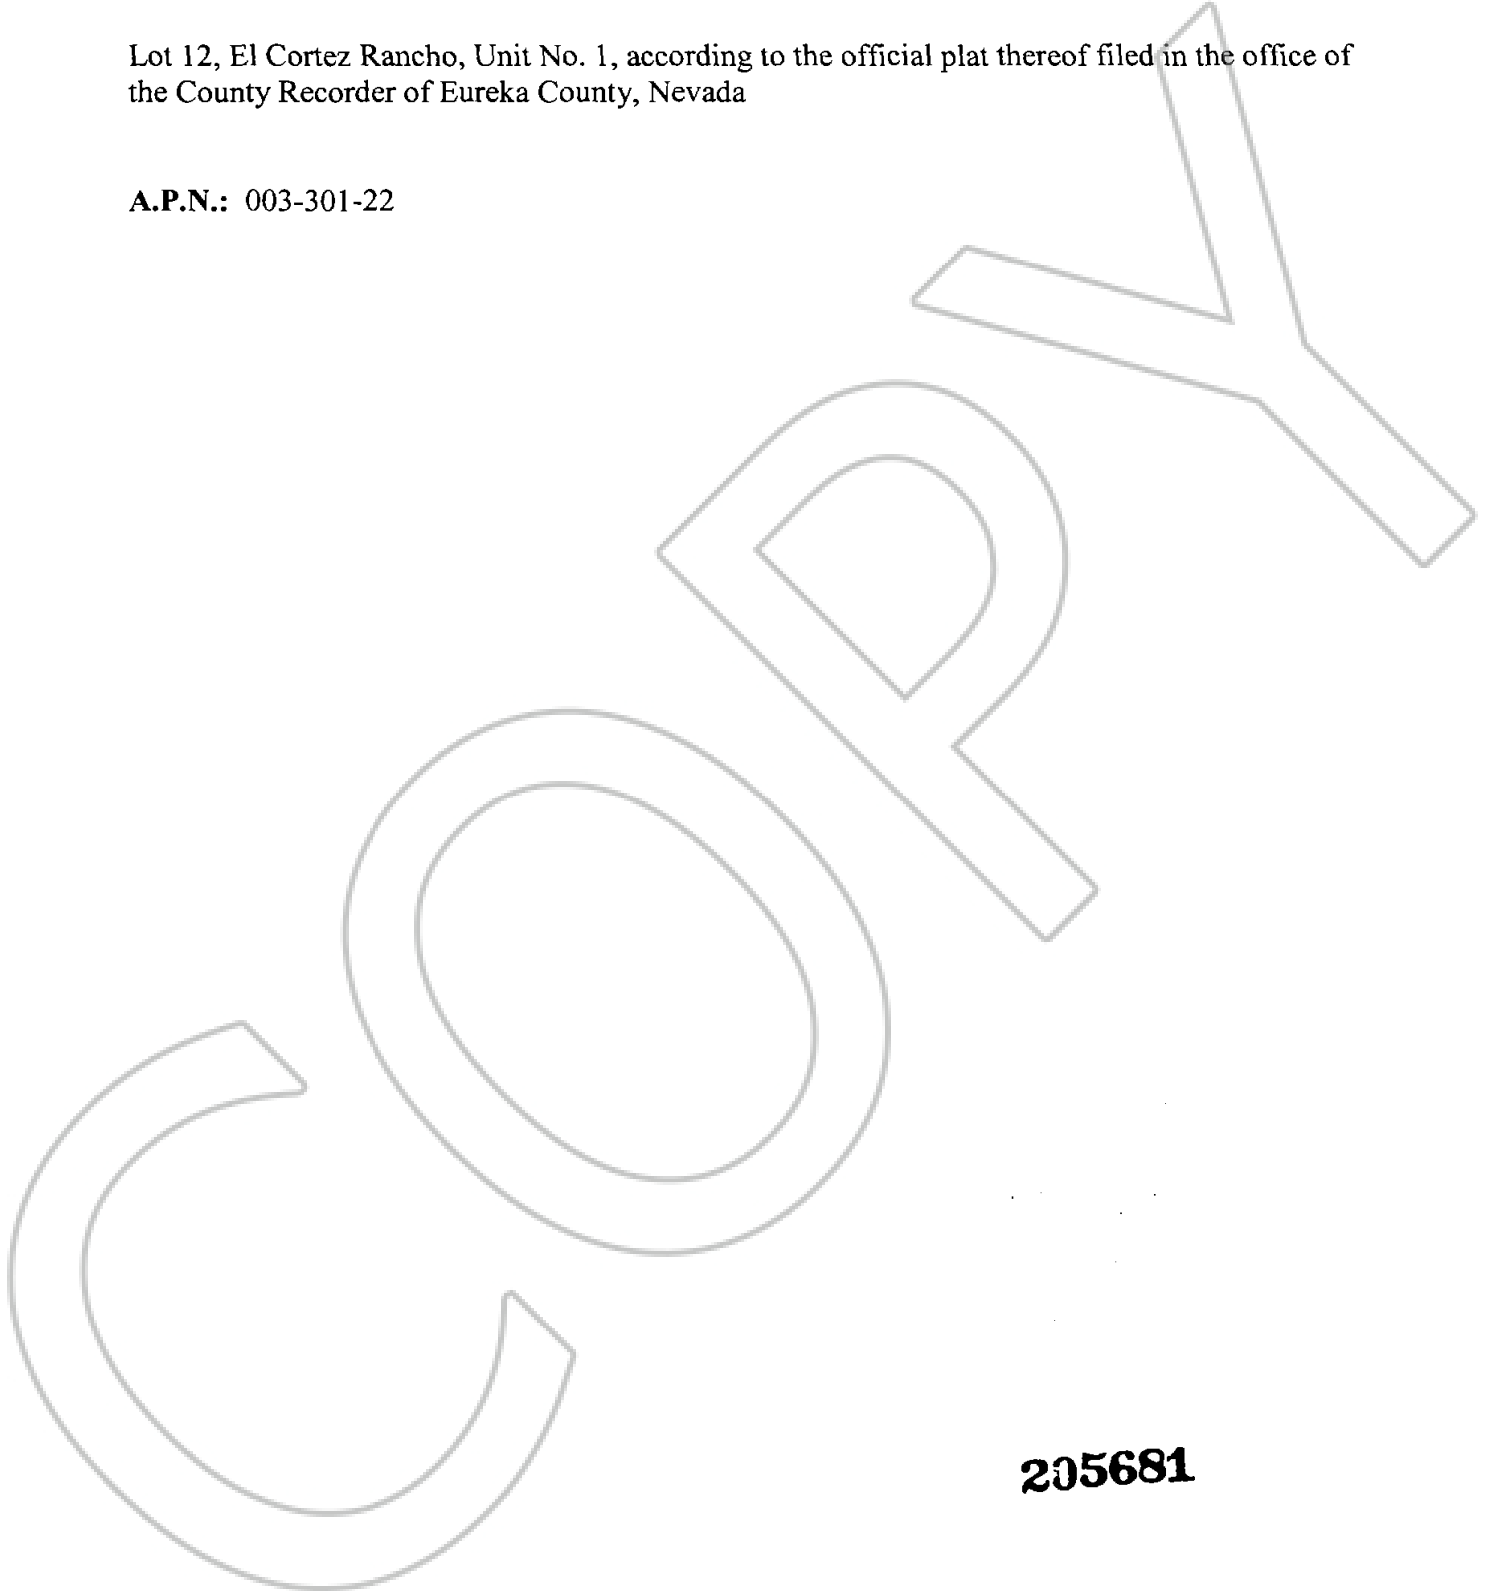 Lot 12, El Cortez Rancho, Unit No. 1, according to the official plat thereof filed in the office of
the County Recorder of Eureka County, Nevada
A.P.N.: 003-301-22
COPY
205681